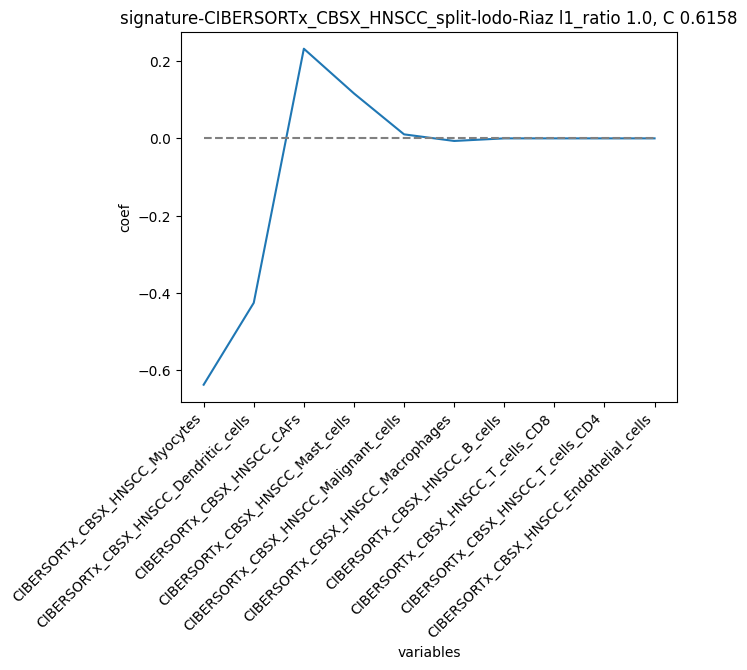 signature-CIBERSORTx_CBSX_HNSCC_split-lodo-Riaz l1_ratio 1.0, C 0.6158
0.2
0.0
−0.2
−0.4
−0.6
coef
CIBERSORTx_CBSX_HNSCC_Myocytes
CIBERSORTx_CBSX_HNSCC_Dendritic_cells
CIBERSORTx_CBSX_HNSCC_CAFs
CIBERSORTx_CBSX_HNSCC_Mast_cells
CIBERSORTx_CBSX_HNSCC_Malignant_cells
CIBERSORTx_CBSX_HNSCC_Macrophages
CIBERSORTx_CBSX_HNSCC_B_cells
CIBERSORTx_CBSX_HNSCC_T_cells_CD8
CIBERSORTx_CBSX_HNSCC_T_cells_CD4
CIBERSORTx_CBSX_HNSCC_Endothelial_cells
variables